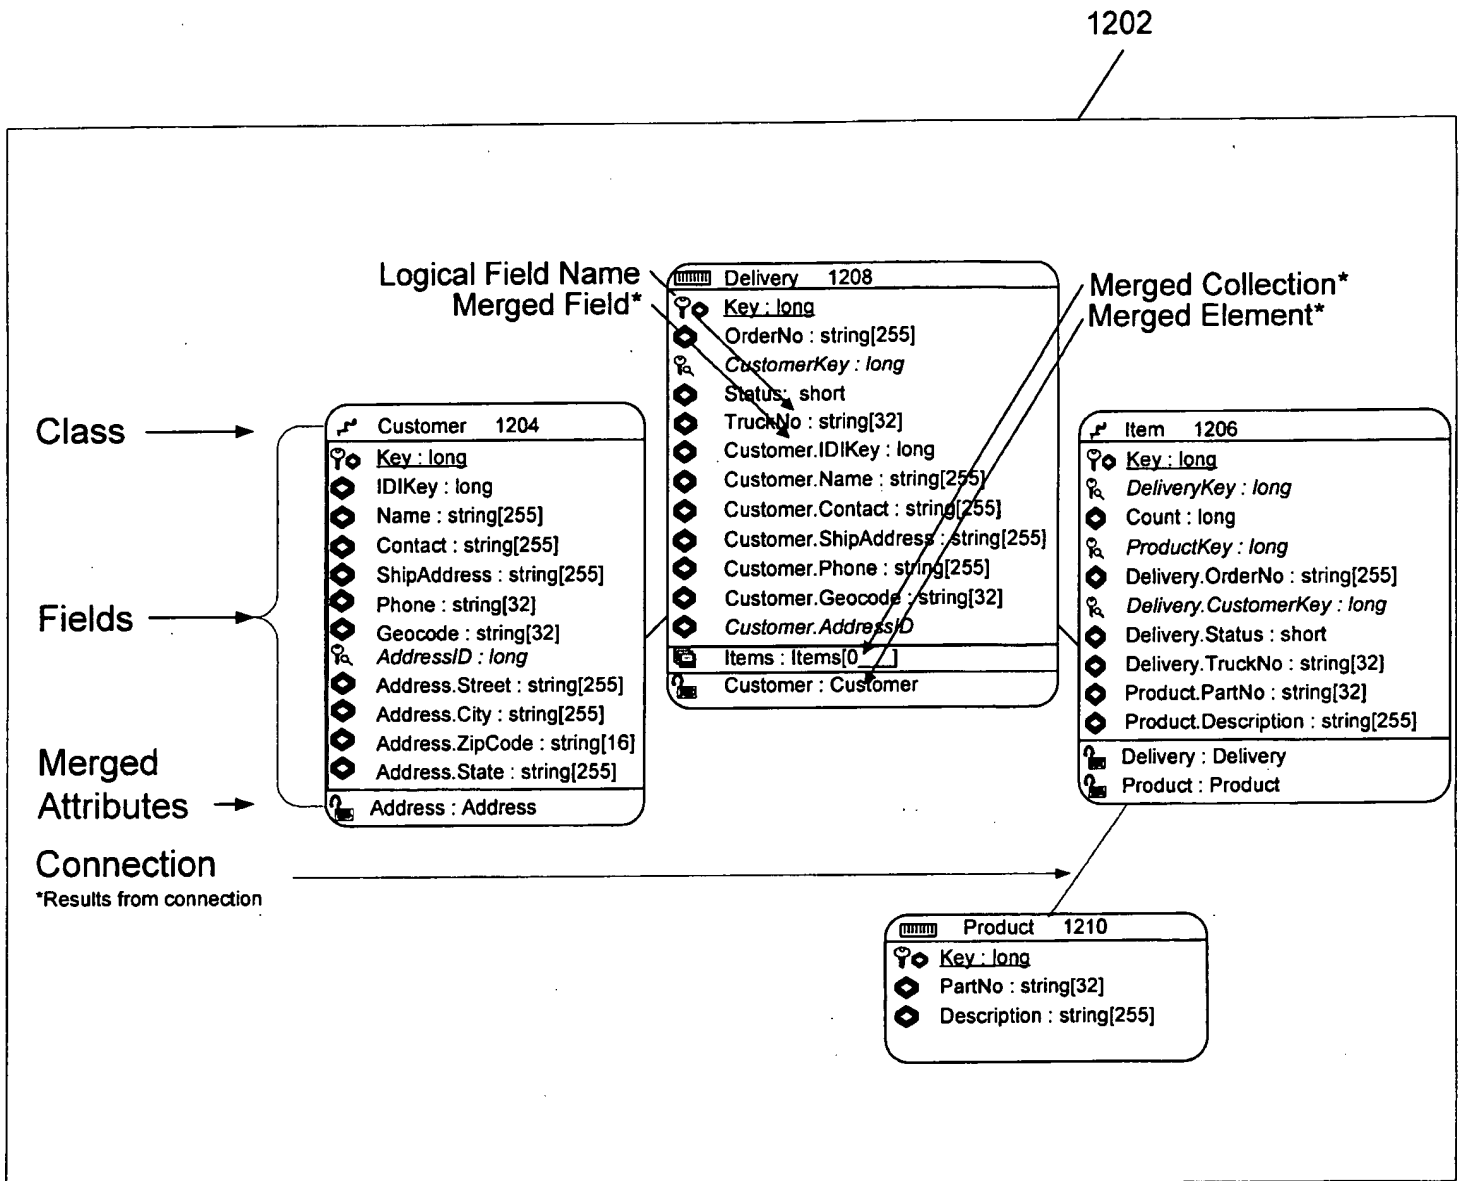 1202
Logical Field Name
Merged Field*
Merged Collection*
Merged Element*
Class
Fields
Merged
Attributes
Connection
*Results from connection
Customer 1204
Key : long
IDIKey : long
Name : string[255]
Contact : string[255]
ShipAddress : string[255]
Phone : string[32]
Geocode : string[32]
AddressID : long
Address.Street : string[255]
Address.City : string[255]
Address.ZipCode : string[16]
Address.State : string[255]
Address : Address
Delivery 1208
Key : long
OrderNo : string[255]
CustomerKey : long
Status: short
TruckNo : string[32]
Customer.IDIKey : long
Customer.Name : string[255]
Customer.Contact : string[255]
Customer.ShipAddress : string[255]
Customer.Phone : string[255]
Customer.Geocode : string[32]
Customer.AddressID
Items : Items[0____]
Customer : Customer
Item 1206
Key : long
DeliveryKey : long
Count : long
ProductKey : long
Delivery.OrderNo : string[255]
Delivery.CustomerKey : long
Delivery.Status : short
Delivery.TruckNo : string[32]
Product.PartNo : string[32]
Product.Description : string[255]
Delivery : Delivery
Product : Product
Product 1210
Key : long
PartNo : string[32]
Description : string[255]